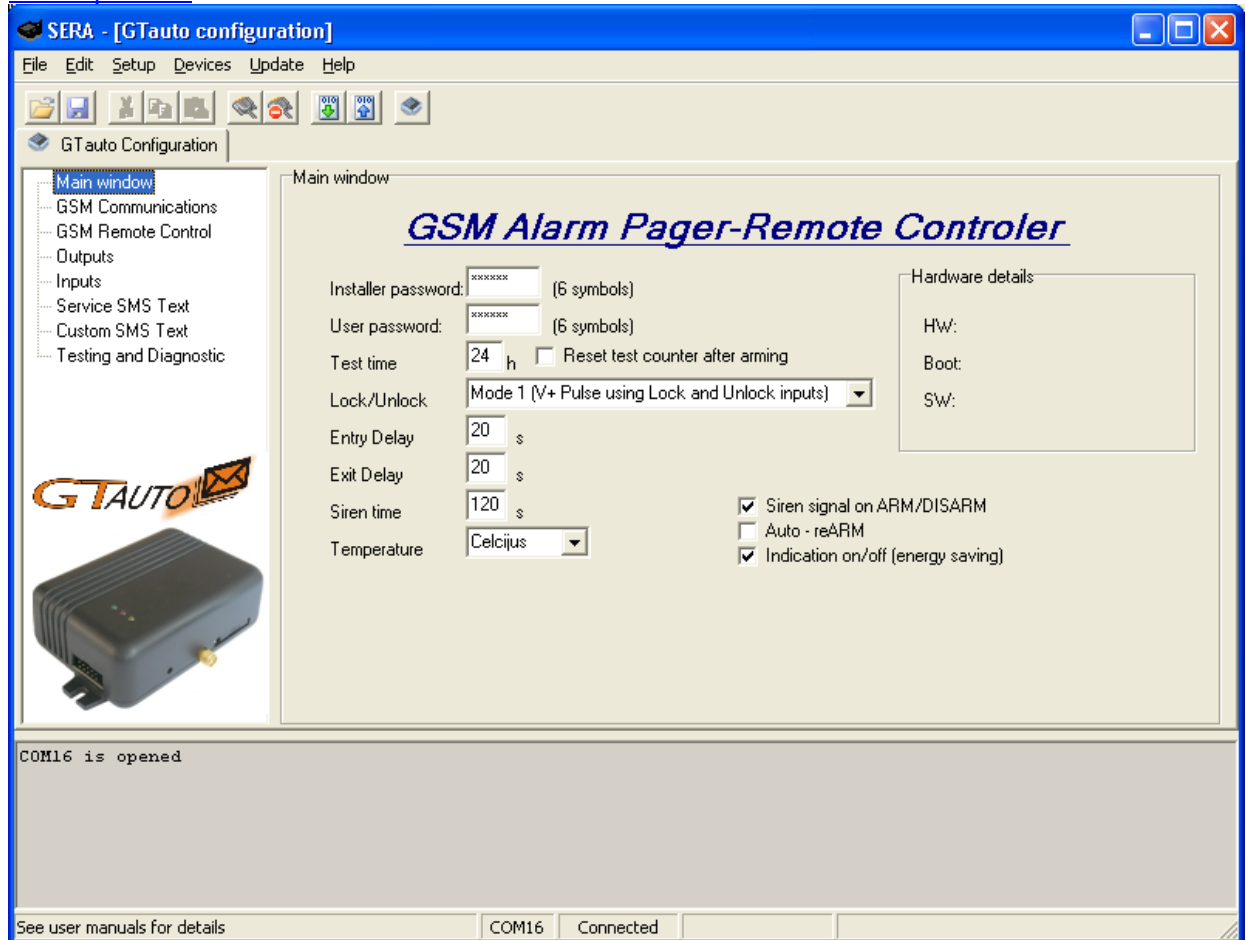 SERA - [GTauto configuration]
File Edit Setup Devices Update Help
GTauto Configuration
Main window
GSM Communications
GSM Remote Control
Outputs
Inputs
Service SMS Text
Custom SMS Text
Testing and Diagnostic
GTAUTO
Main window
GSM Alarm Pager-Remote Controler
Installer password: ****** (6 symbols)
User password: ****** (6 symbols)
Test time 24 h Reset test counter after arming
Lock/Unlock Mode 1 (V+ Pulse using Lock and Unlock inputs)
Entry Delay 20 s
Exit Delay 20 s
Siren time 120 s
Temperature Celcijus
Hardware details
HW:
Boot:
SW:
Siren signal on ARM/DISARM
Auto - reARM
Indication on/off (energy saving)
COM16 is opened
See user manuals for details COM16 Connected